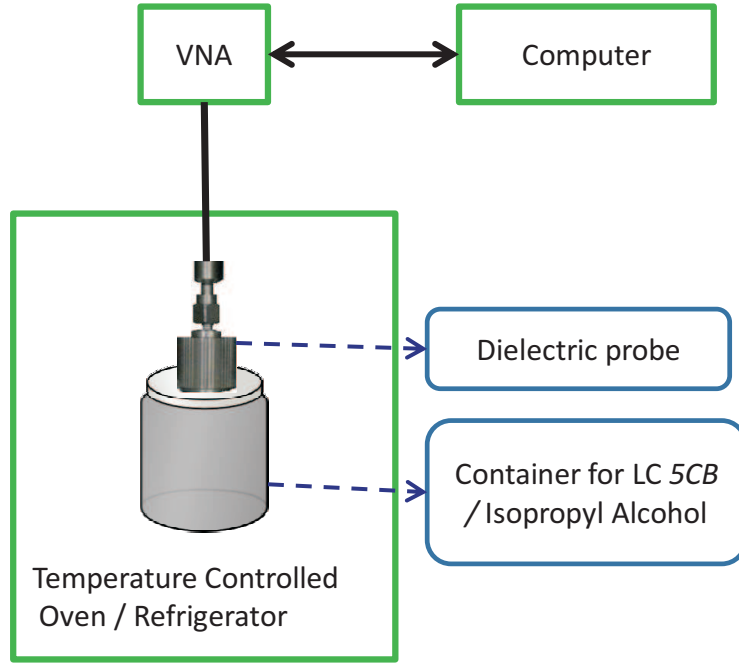 VNA
Computer
Dielectric probe
Container for LC 5CB
/ Isopropyl Alcohol
Temperature Controlled
Oven / Refrigerator